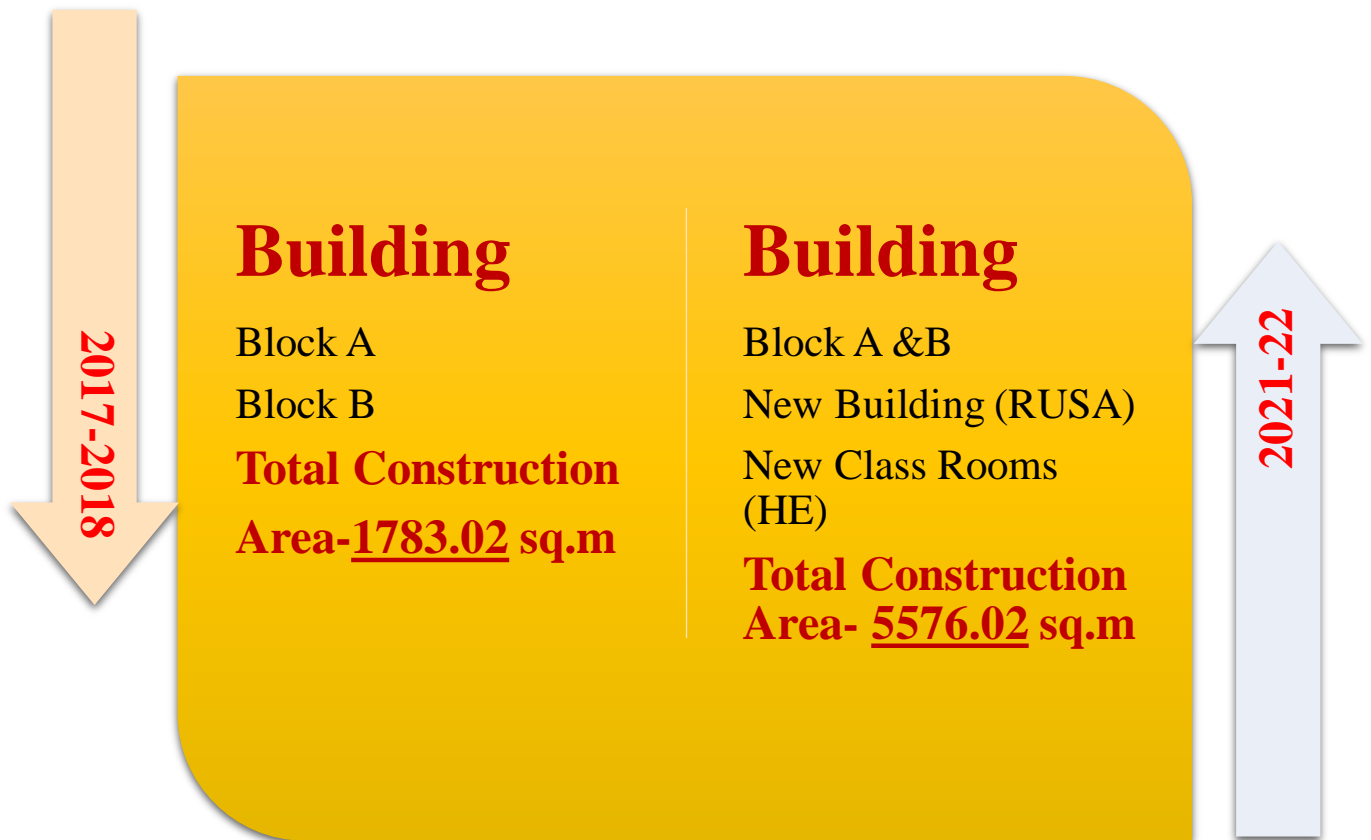 2017-2018
Building
Block A
Block B
Total Construction
Area-1783.02 sq.m
Building
Block A &B
New Building (RUSA)
New Class Rooms
(HE)
Total Construction
Area- 5576.02 sq.m
2021-22